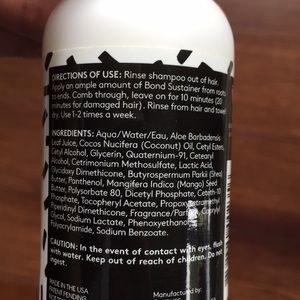 DIRECTIONS OF USE: Rinse shampoo out of hair.
Apply an ample amount of Bond Sustainer from roots
to ends. Comb through, leave on for 10 minutes (20
minutes for damaged hair). Rinse from hair and towel
dry. Use 1-2 times a week.
INGREDIENTS: Aqua/Water/Eau, Aloe Barbadensis
Leaf Juice, Cocos Nucifera (Coconut) Oil, Cetyl Esters,
Cetyl Alcohol, Glycerin, Quaternium-91, Cetearyl
Alcohol, Cetrimonium Methosulfate, Lactic Acid,
Glycidoxy Dimethicone, Butyrospermum Parkii (Shea)
Butter, Panthenol, Mangifera Indica (Mango) Seed
Butter, Polysorbate 80, Dicetyl Phosphate, Ceteth-10
Phosphate, Tocopheryl Acetate, Propoxytetramethyl
Piperidinyl Dimethicone, Fragrance/Parfum, Caprylyl
Glycol, Sodium Lactate, Phenoxyethanol,
Polyacrylamide, Sodium Benzoate.
CAUTION: In the event of contact with eyes, flush
with water. Keep out of reach of children. Do not
ingest.
MADE IN THE USA
PATENT PENDING
Manufactured by: